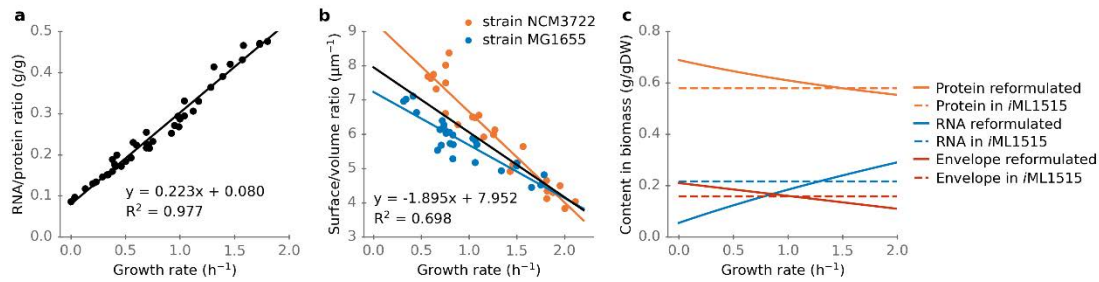 a
RNA/protein ratio (g/g)
0.5
0.4
0.3
0.2
0.1
0.0
y = 0.223x + 0.080
R² = 0.977
0.0 0.5 1.0 1.5 2.0
Growth rate (h⁻¹)
b
Surface/volume ratio (μm⁻¹)
9
8
7
6
5
4
3
strain NCM3722
strain MG1655
y = -1.895x + 7.952
R² = 0.698
0.0 0.5 1.0 1.5 2.0
Growth rate (h⁻¹)
c
Content in biomass (g/gDW)
0.8
0.6
0.4
0.2
0.0
0.0 0.5 1.0 1.5 2.0
Growth rate (h⁻¹)
Protein reformulated
Protein in iML1515
RNA reformulated
RNA in iML1515
Envelope reformulated
Envelope in iML1515